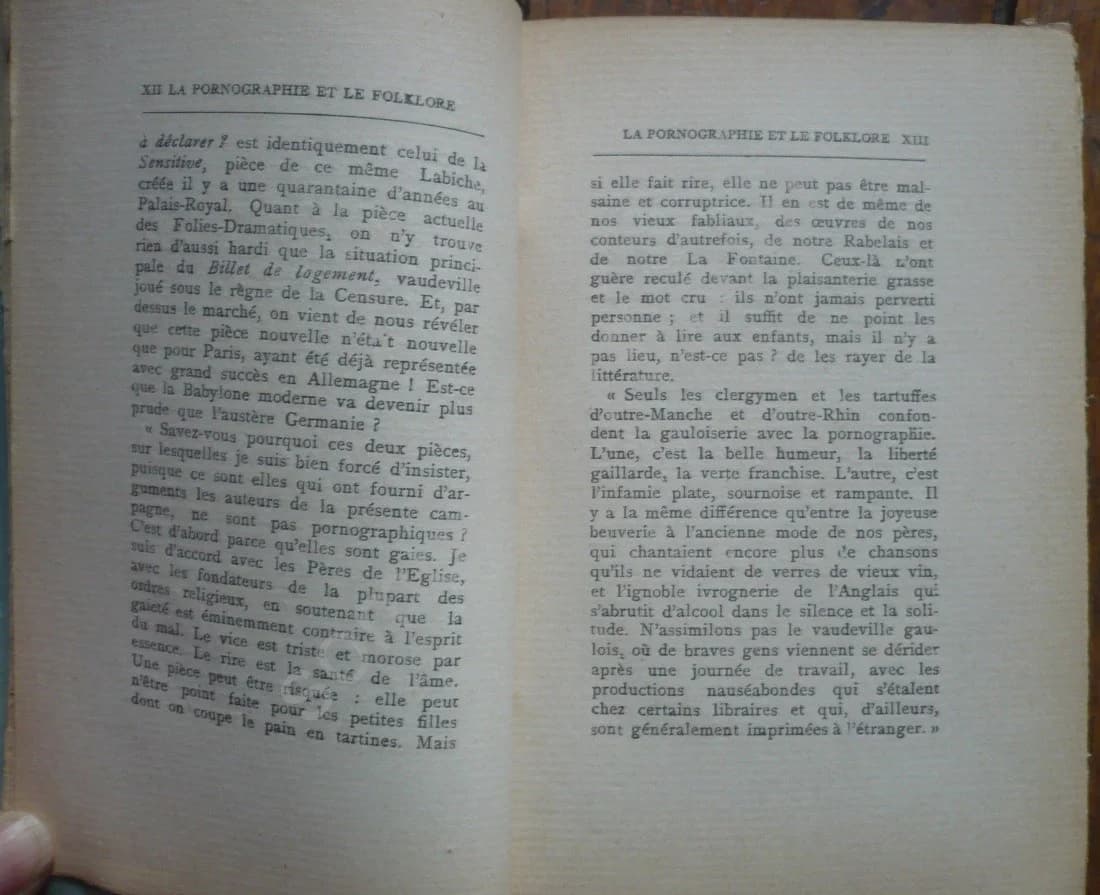 XII LA PORNOGRAPHIE ET LE FOLKLORE
à déclarer ? est identiquement celui de la
Sensitive, pièce de ce même Labiche,
créée il y a une quarantaine d'années au
Palais-Royal. Quant à la pièce actuelle
des Folies-Dramatiques, on n'y trouve
rien d'aussi hardi que la situation princi-
pale du Billet de logement, vaudeville
joué sous le règne de la Censure. Et, par
dessus le marché, on vient de nous révéler
que cette pièce nouvelle n'était nouvelle
que pour Paris, ayant été déjà représentée
avec grand succès en Allemagne ! Est-ce
que la Babylone moderne va devenir plus
prude que l'austère Germanie ?
« Savez-vous pourquoi ces deux pièces,
sur lesquelles je suis bien forcé d'insister,
puisque ce sont elles qui ont fourni d'ar-
guments les auteurs de la présente cam-
pagne, ne sont pas pornographiques ?
C'est d'abord parce qu'elles sont gaies. Je
suis d'accord avec les Pères de l'Eglise,
avec les fondateurs de la plupart des
ordres religieux, en soutenant que la
gaieté est éminemment contraire à l'esprit
du mal. Le vice est triste et morose par
essence. Le rire est la santé de l'âme.
Une pièce peut être risquée : elle peut
n'être point faite pour les petites filles
dont on coupe le pain en tartines. Mais
LA PORNOGRAPHIE ET LE FOLKLORE XIII
si elle fait rire, elle ne peut pas être mal-
saine et corruptrice. Il en est de même de
nos vieux fabliaux, des œuvres de nos
conteurs d'autrefois, de notre Rabelais et
de notre La Fontaine. Ceux-là n'ont
guère reculé devant la plaisanterie grasse
et le mot cru : ils n'ont jamais perverti
personne ; et il suffit de ne point les
donner à lire aux enfants, mais il n'y a
pas lieu, n'est-ce pas ? de les rayer de la
littérature.
« Seuls les clergymen et les tartuffes
d'outre-Manche et d'outre-Rhin confon-
dent la gauloiserie avec la pornographie.
L'une, c'est la belle humeur, la liberté
gaillarde, la verte franchise. L'autre, c'est
l'infamie plate, sournoise et rampante. Il
y a la même différence qu'entre la joyeuse
beuverie à l'ancienne mode de nos pères,
qui chantaient encore plus de chansons
qu'ils ne vidaient de verres de vieux vin,
et l'ignoble ivrognerie de l'Anglais qui
s'abrutit d'alcool dans le silence et la soli-
tude. N'assimilons pas le vaudeville gau-
lois, où de braves gens viennent se dérider
après une journée de travail, avec les
productions nauséabondes qui s'étalent
chez certains libraires et qui, d'ailleurs,
sont généralement imprimées à l'étranger. »